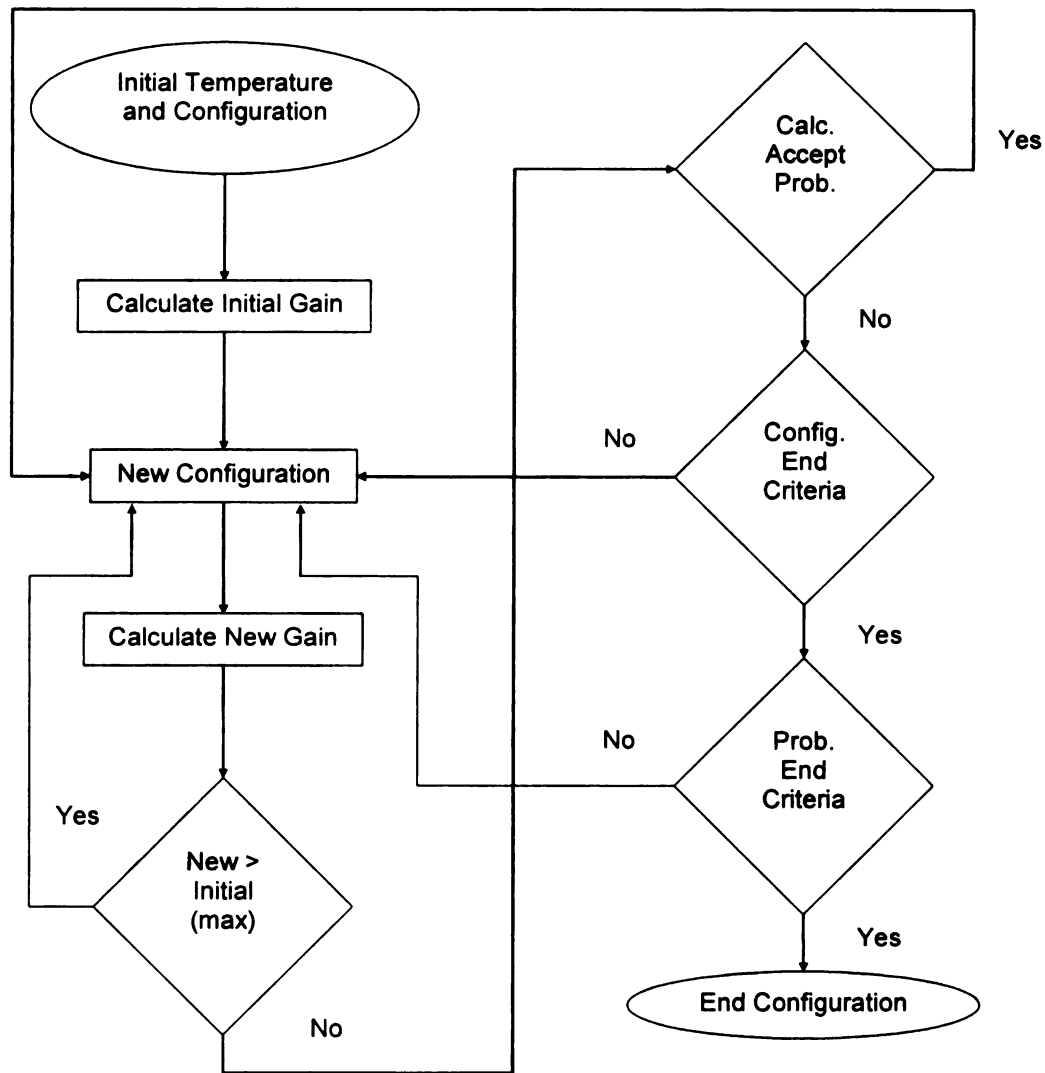 Initial Temperature
and Configuration
Calculate Initial Gain
New Configuration
Calculate New Gain
Yes
New >
Initial
(max)
No
Calc.
Accept
Prob.
Yes
No
Config.
End
Criteria
No
Yes
Prob.
End
Criteria
No
Yes
End Configuration